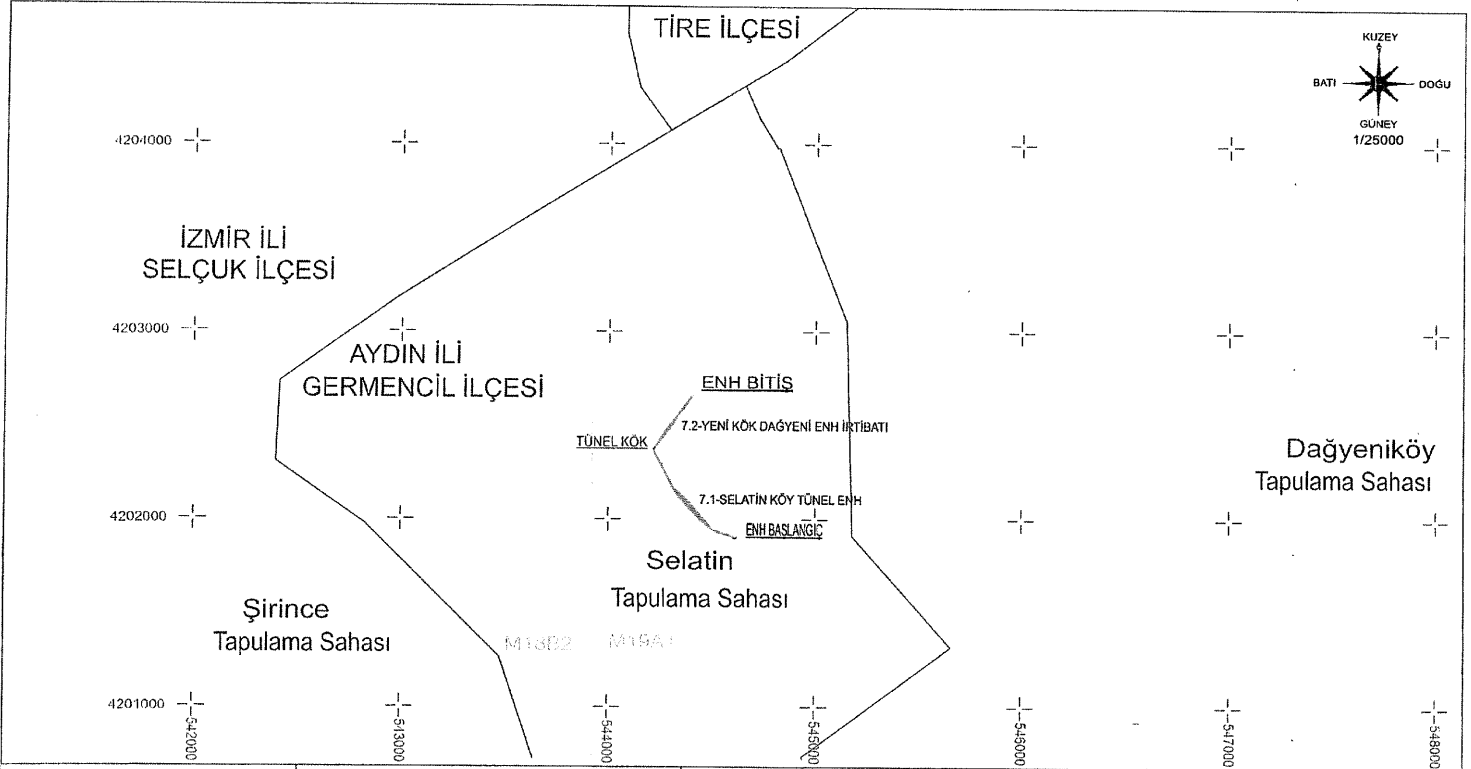 TİRE İLÇESİ
KUZEY
BATI
DOĞU
GÜNEY
1/25000
4204000
İZMİR İLİ
SELÇUK İLÇESİ
4203000
AYDIN İLİ
GERMENCİL İLÇESİ
ENH BİTİŞ
7.2-YENİ KÖK DAĞYENİ ENH İRTİBATI
TÜNEL KÖK
Dağyeniköy
Tapulama Sahası
7.1-SELATİN KÖY TÜNEL ENH
4202000
ENH BAŞLANGIÇ
Selatin
Tapulama Sahası
Şirince
Tapulama Sahası
M18B2
M19A1
4201000
542000
543000
544000
545000
546000
547000
548000